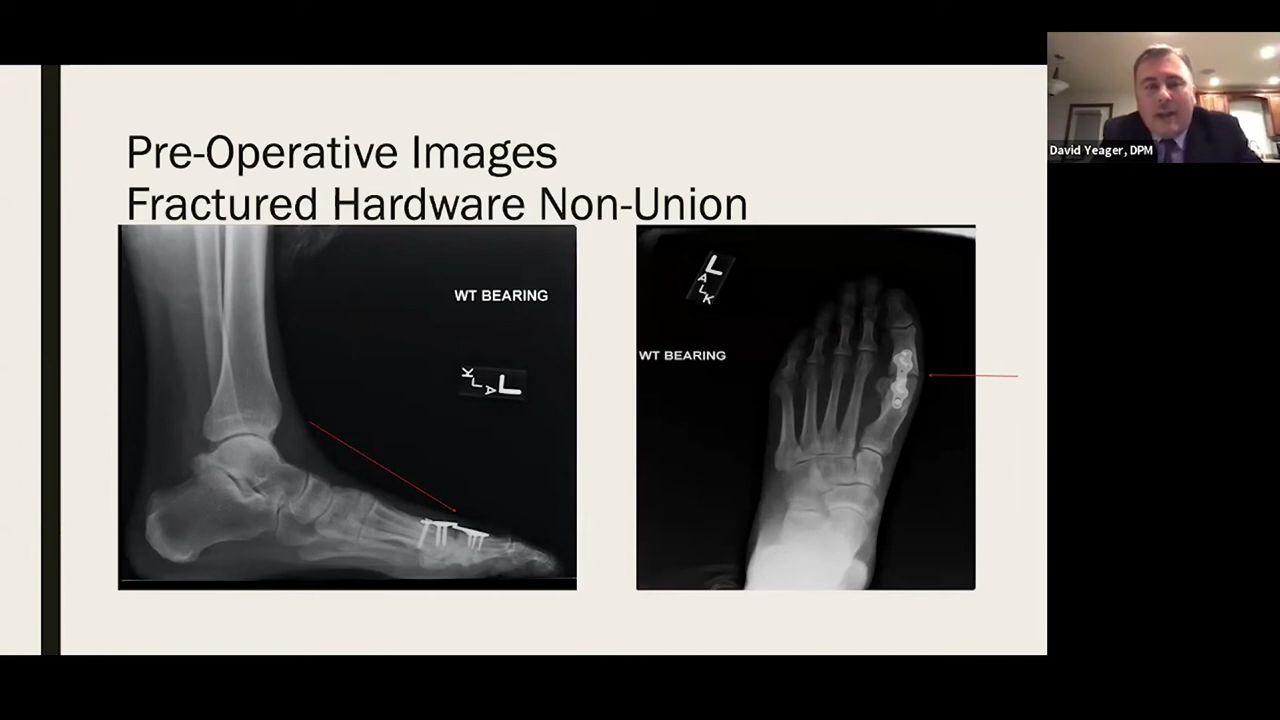 Pre-Operative Images
Fractured Hardware Non-Union
WT BEARING
K L A L
L
A L K
WT BEARING
David Yeager, DPM